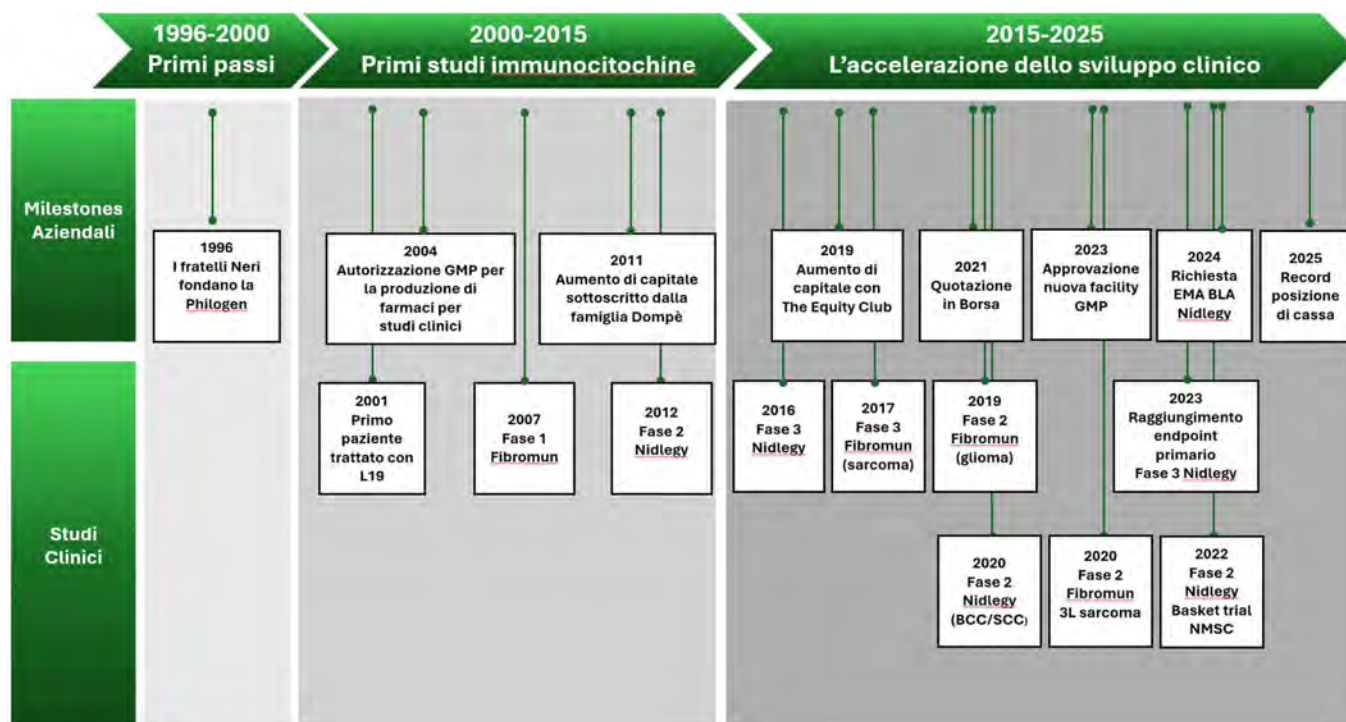 1996-2000
Primi passi
2000-2015
Primi studi immunocitochine
2015-2025
L'accelerazione dello sviluppo clinico
Milestones
Aziendali
1996
I fratelli Neri
fondano la
Philogen
2004
Autorizzazione GMP per
la produzione di
farmaci per
studi clinici
2011
Aumento di capitale
sottoscritto dalla
famiglia Dompè
2019
Aumento di
capitale con
The Equity Club
2021
Quotazione
in Borsa
2023
Approvazione
nuova facility
GMP
2024
Richiesta
EMA BLA
Nidlegy
2025
Record
posizione
di cassa
Studi
Clinici
2001
Primo
paziente
trattato con
L19
2007
Fase 1
Fibromun
2012
Fase 2
Nidlegy
2016
Fase 3
Nidlegy
2017
Fase 3
Fibromun
(sarcoma)
2019
Fase 2
Fibromun
(glioma)
2023
Raggiungimento
endpoint
primario
Fase 3 Nidlegy
2020
Fase 2
Nidlegy
(BCC/SCC)
2020
Fase 2
Fibromun
3L sarcoma
2022
Fase 2
Nidlegy
Basket trial
NMSC